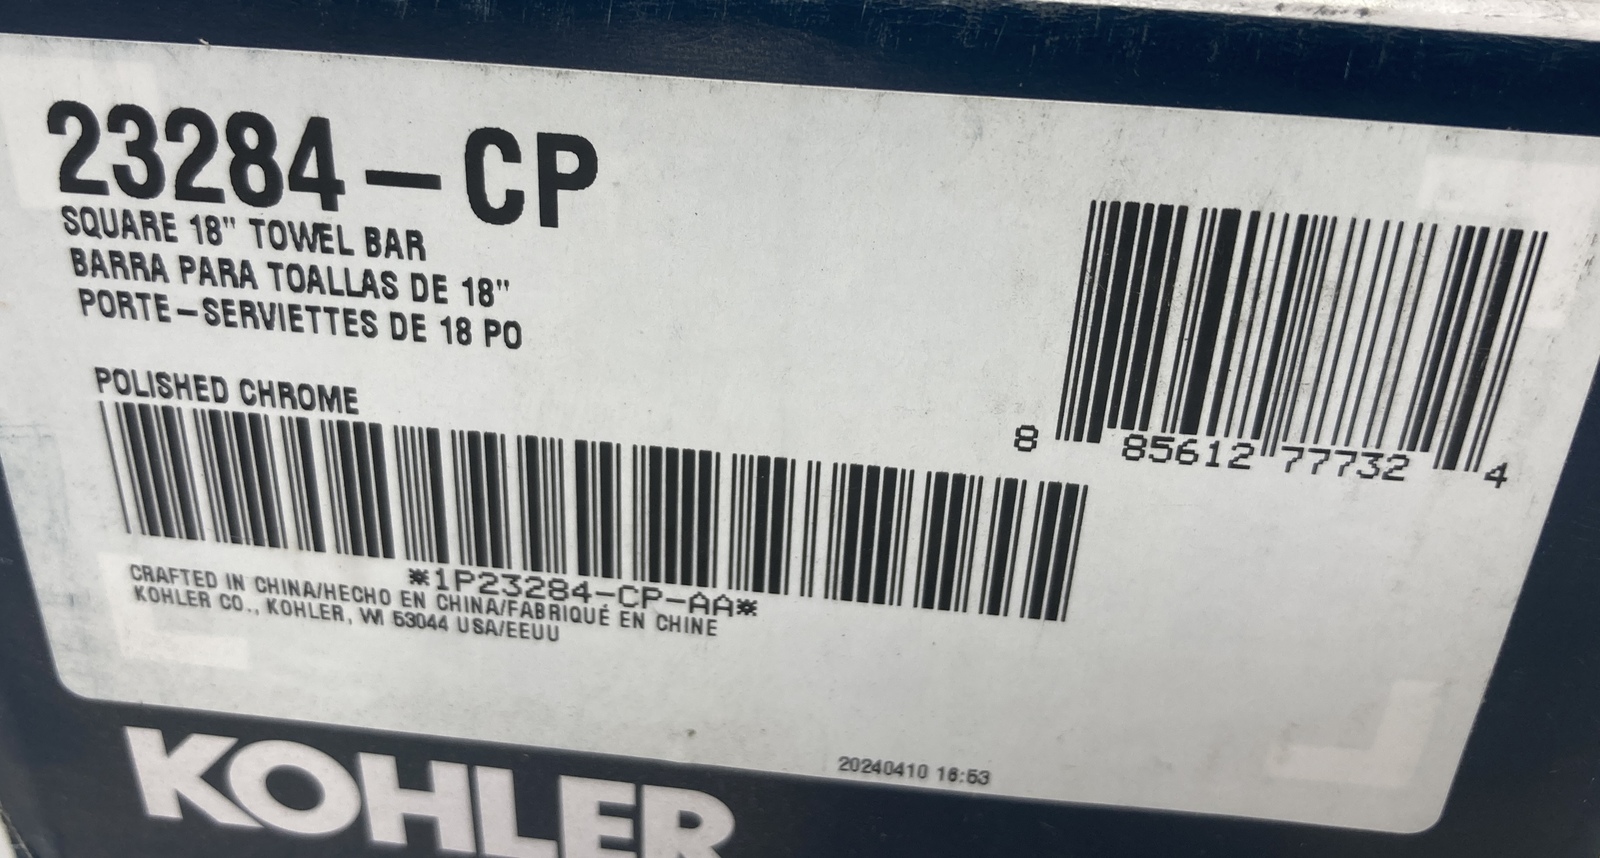 23284-CP
SQUARE 18" TOWEL BAR
BARRA PARA TOALLAS DE 18"
PORTE-SERVIETTES DE 18 PO
POLISHED CHROME
8 85612 77732 4
*1P23284-CP-AA*
CRAFTED IN CHINA/HECHO EN CHINA/FABRIQUÉ EN CHINE
KOHLER CO., KOHLER, WI 53044 USA/EEUU
20240410 16:53
KOHLER